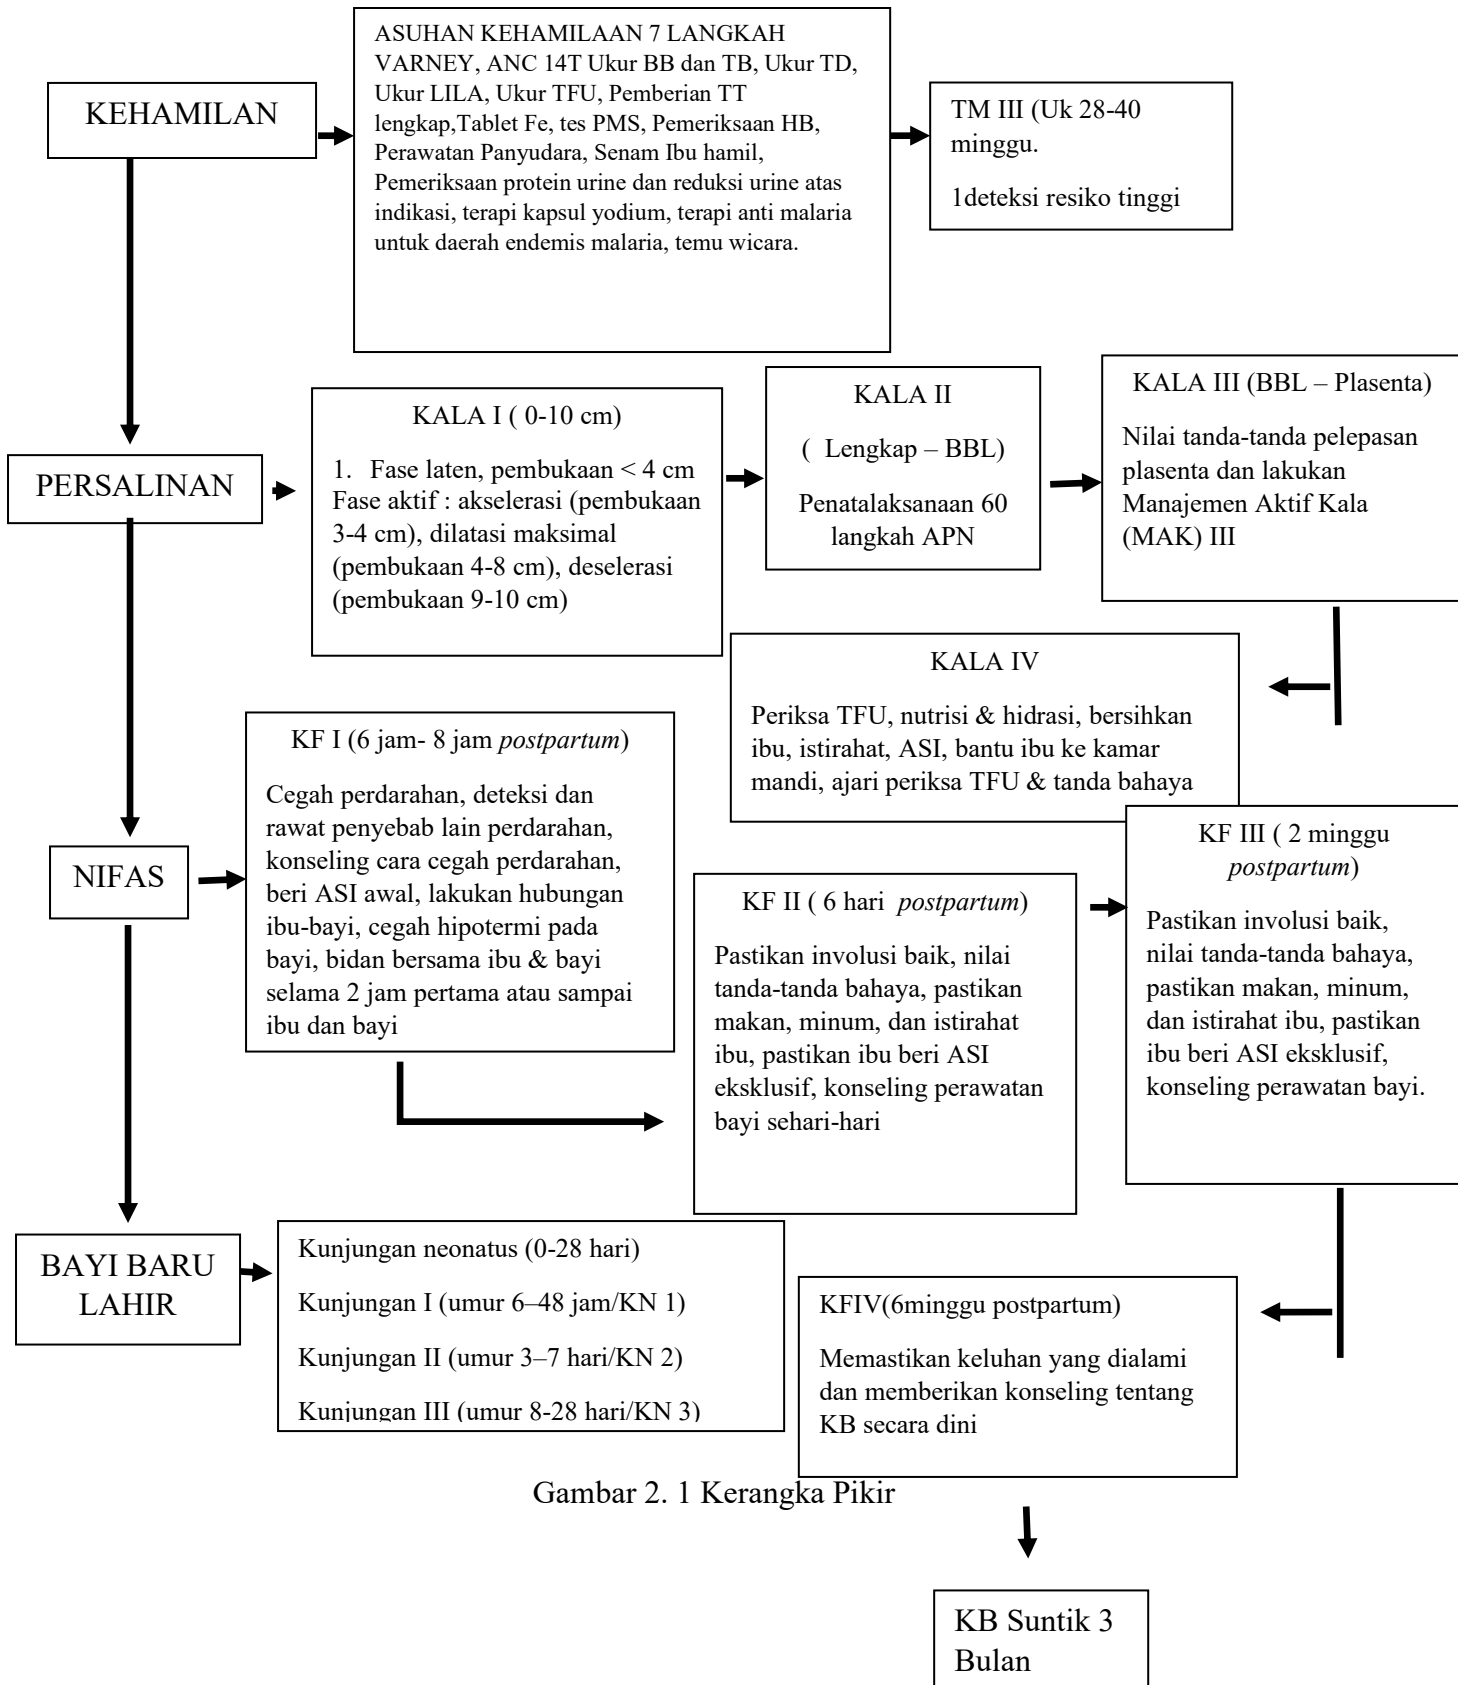 KEHAMILAN
ASUHAN KEHAMILAAN 7 LANGKAH
VARNEY, ANC 14T Ukur BB dan TB, Ukur TD,
Ukur LILA, Ukur TFU, Pemberian TT
lengkap,Tablet Fe, tes PMS, Pemeriksaan HB,
Perawatan Panyudara, Senam Ibu hamil,
Pemeriksaan protein urine dan reduksi urine atas
indikasi, terapi kapsul yodium, terapi anti malaria
untuk daerah endemis malaria, temu wicara.
TM III (Uk 28-40
minggu.
1deteksi resiko tinggi
PERSALINAN
KALA I ( 0-10 cm)
1. Fase laten, pembukaan < 4 cm
Fase aktif : akselerasi (pembukaan
3-4 cm), dilatasi maksimal
(pembukaan 4-8 cm), deselerasi
(pembukaan 9-10 cm)
KALA II
( Lengkap – BBL)
Penatalaksanaan 60
langkah APN
KALA III (BBL – Plasenta)
Nilai tanda-tanda pelepasan
plasenta dan lakukan
Manajemen Aktif Kala
(MAK) III
KALA IV
Periksa TFU, nutrisi & hidrasi, bersihkan
ibu, istirahat, ASI, bantu ibu ke kamar
mandi, ajari periksa TFU & tanda bahaya
NIFAS
KF I (6 jam- 8 jam postpartum)
Cegah perdarahan, deteksi dan
rawat penyebab lain perdarahan,
konseling cara cegah perdarahan,
beri ASI awal, lakukan hubungan
ibu-bayi, cegah hipotermi pada
bayi, bidan bersama ibu & bayi
selama 2 jam pertama atau sampai
ibu dan bayi
KF II ( 6 hari postpartum)
Pastikan involusi baik, nilai
tanda-tanda bahaya, pastikan
makan, minum, dan istirahat
ibu, pastikan ibu beri ASI
eksklusif, konseling perawatan
bayi sehari-hari
KF III ( 2 minggu
postpartum)
Pastikan involusi baik,
nilai tanda-tanda bahaya,
pastikan makan, minum,
dan istirahat ibu, pastikan
ibu beri ASI eksklusif,
konseling perawatan bayi.
BAYI BARU
LAHIR
Kunjungan neonatus (0-28 hari)
Kunjungan I (umur 6–48 jam/KN 1)
Kunjungan II (umur 3–7 hari/KN 2)
Kunjungan III (umur 8-28 hari/KN 3)
KFIV(6minggu postpartum)
Memastikan keluhan yang dialami
dan memberikan konseling tentang
KB secara dini
Gambar 2. 1 Kerangka Pikir
KB Suntik 3
Bulan